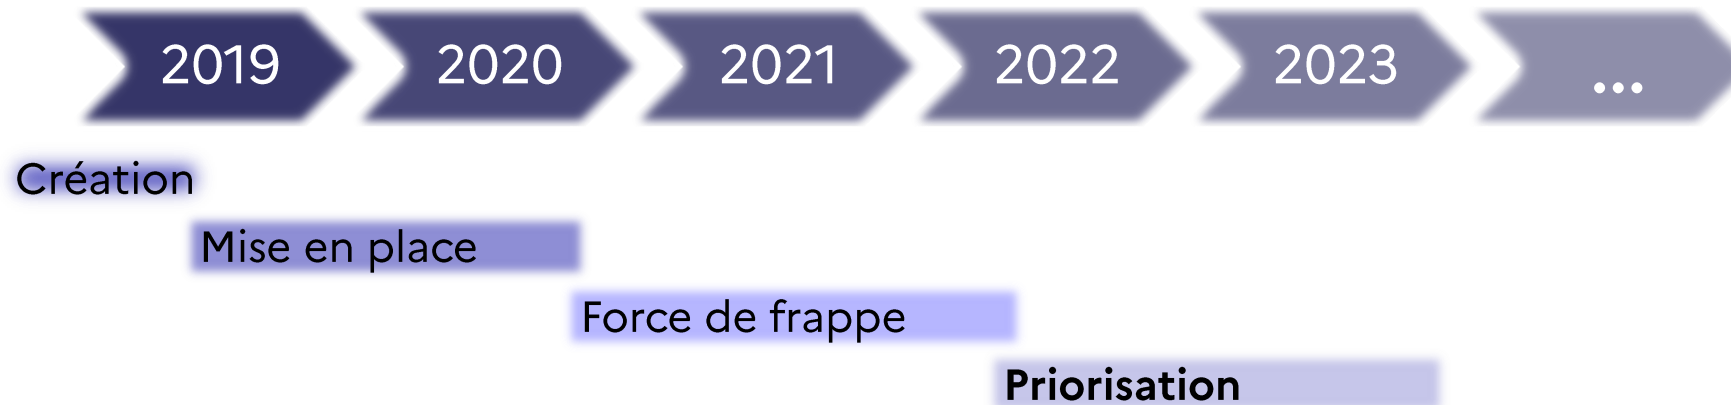 2019 2020 2021 2022 2023 ...
Création
Mise en place
Force de frappe
Priorisation